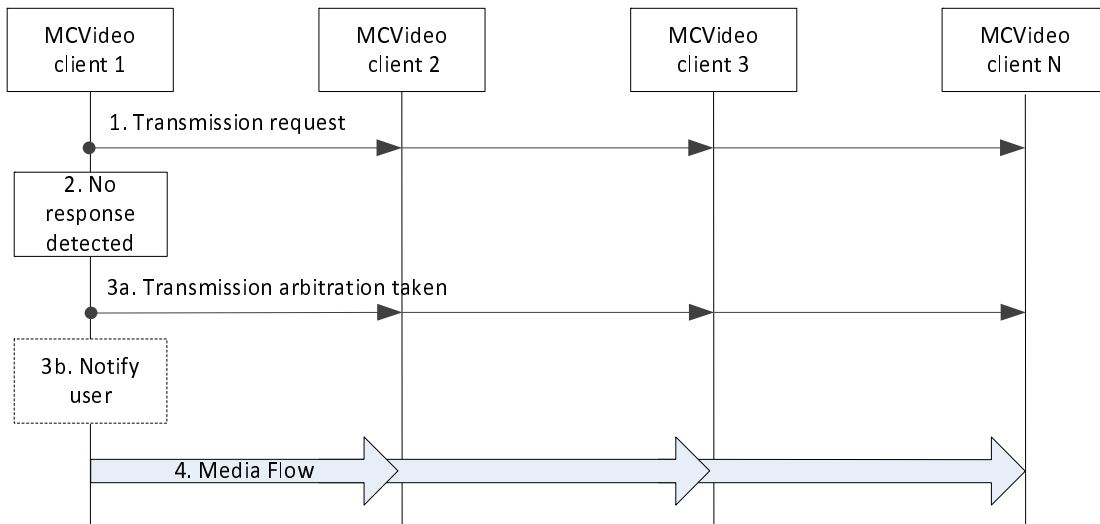 MCVideo
client 1
MCVideo
client 2
MCVideo
client 3
MCVideo
client N
1. Transmission request
2. No
response
detected
3a. Transmission arbitration taken
3b. Notify
user
4. Media Flow